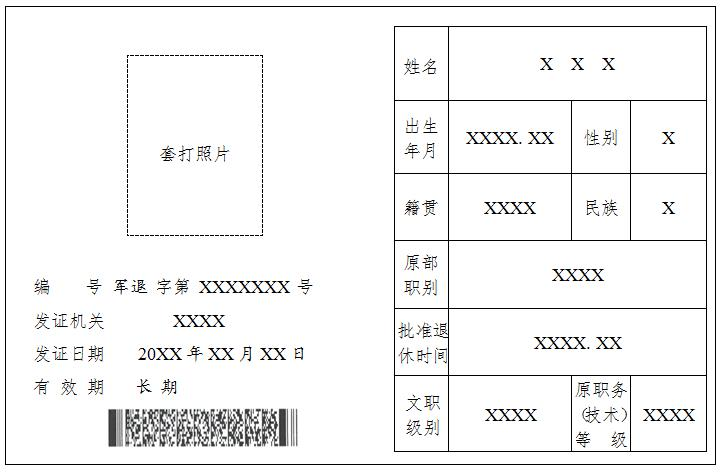 套打照片
编 号 军退 字第 XXXXXXX 号
发证机关 XXXX
发证日期 20XX 年 XX 月 XX 日
有 效 期 长 期
姓名 X X X
出生
年月 XXXX. XX 性别 X
籍贯 XXXX 民族 X
原部
职别 XXXX
批准退
休时间 XXXX. XX
文职
级别 XXXX
原职务
(技术)
等 级 XXXX